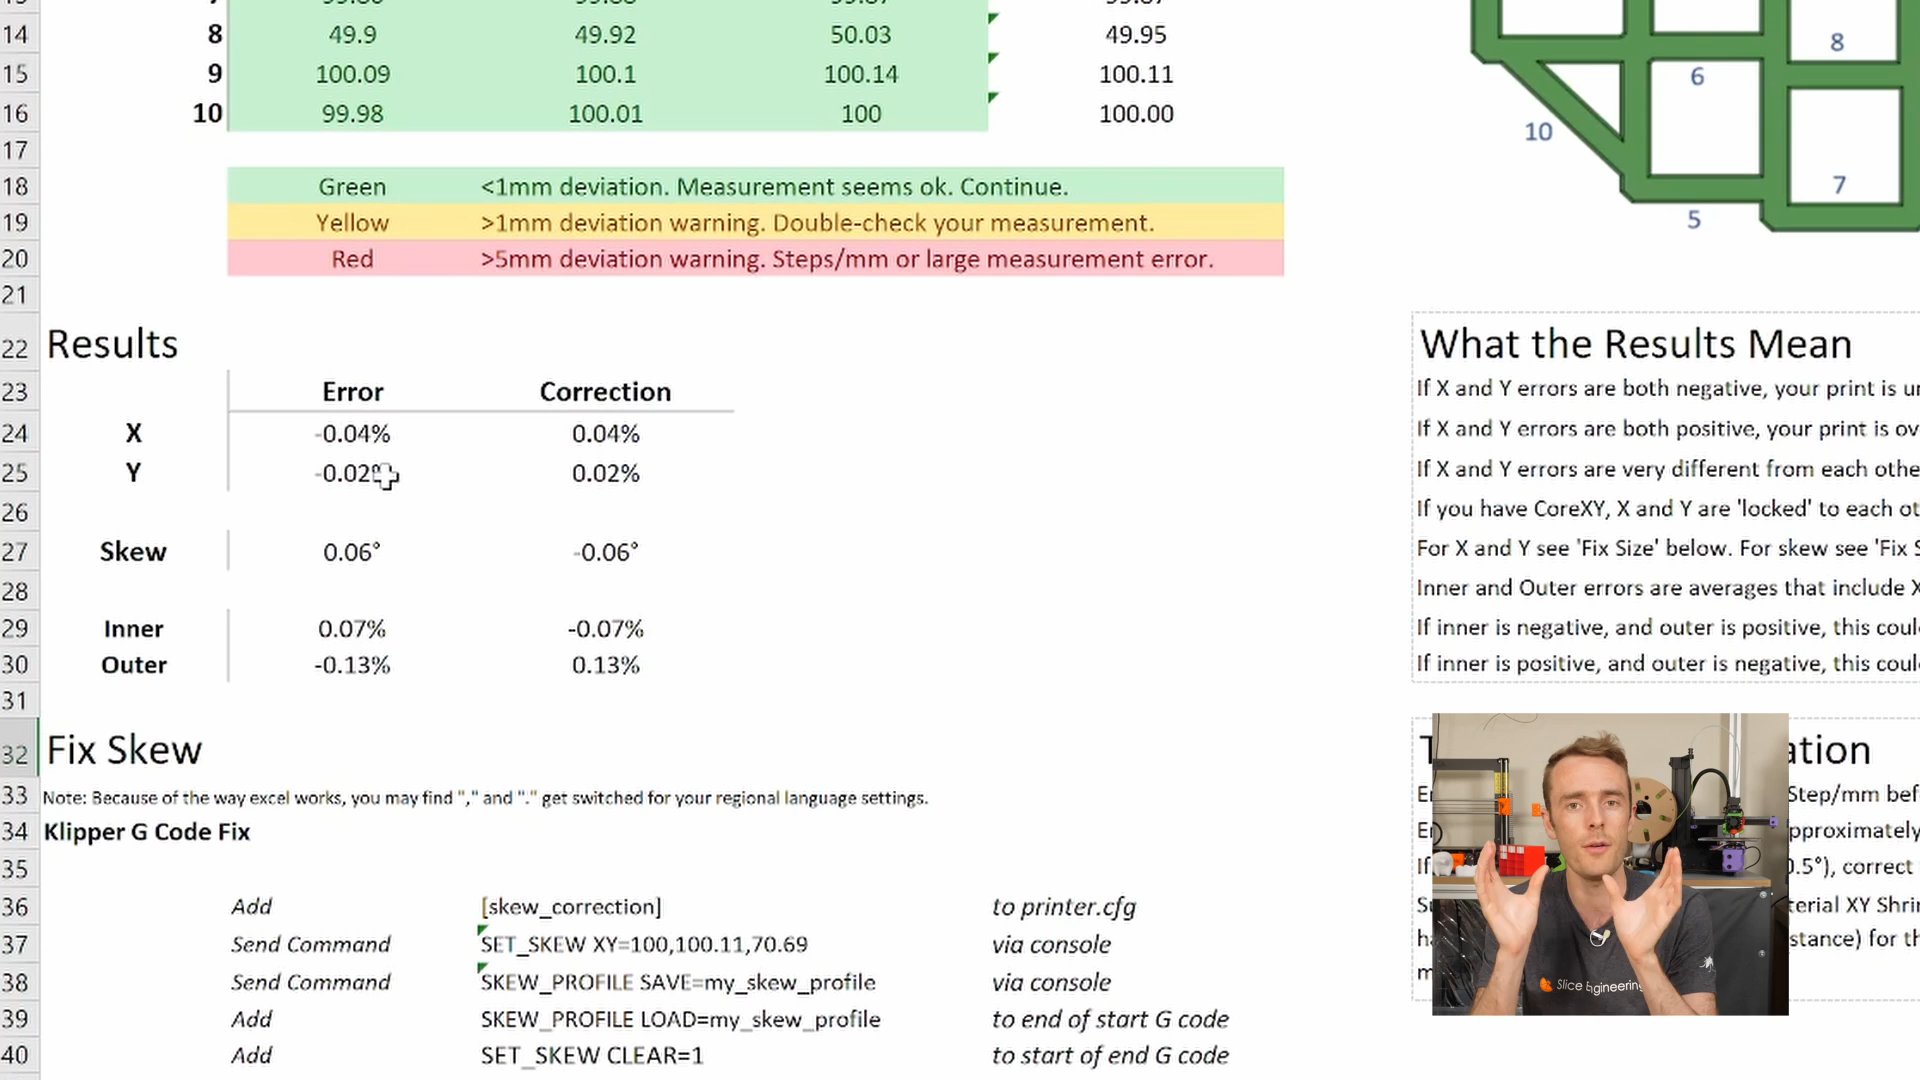 14 8 49.9 49.92 50.03 49.95
15 9 100.09 100.1 100.14 100.11
16 10 99.98 100.01 100 100.00
17
18 Green <1mm deviation. Measurement seems ok. Continue.
19 Yellow >1mm deviation warning. Double-check your measurement.
20 Red >5mm deviation warning. Steps/mm or large measurement error.
21
22 Results
23 Error Correction
24 X -0.04% 0.04%
25 Y -0.02% 0.02%
26
27 Skew 0.06° -0.06°
28
29 Inner 0.07% -0.07%
30 Outer -0.13% 0.13%
31
32 Fix Skew
33 Note: Because of the way excel works, you may find "," and "." get switched for your regional language settings.
34 Klipper G Code Fix
35
36 Add [skew_correction] to printer.cfg
37 Send Command SET_SKEW XY=100,100.11,70.69 via console
38 Send Command SKEW_PROFILE SAVE=my_skew_profile via console
39 Add SKEW_PROFILE LOAD=my_skew_profile to end of start G code
40 Add SET_SKEW CLEAR=1 to start of end G code
8
6
10
7
5
What the Results Mean
If X and Y errors are both negative, your print is
If X and Y errors are both positive, your print is
If X and Y errors are very different from each
If you have CoreXY, X and Y are 'locked' to each
For X and Y see 'Fix Size' below. For skew see 'Fix
Inner and Outer errors are averages that include X
If inner is negative, and outer is positive, this
If inner is positive, and outer is negative, this
Step/mm
0.5°), correct
XY
for
Slice Engineering